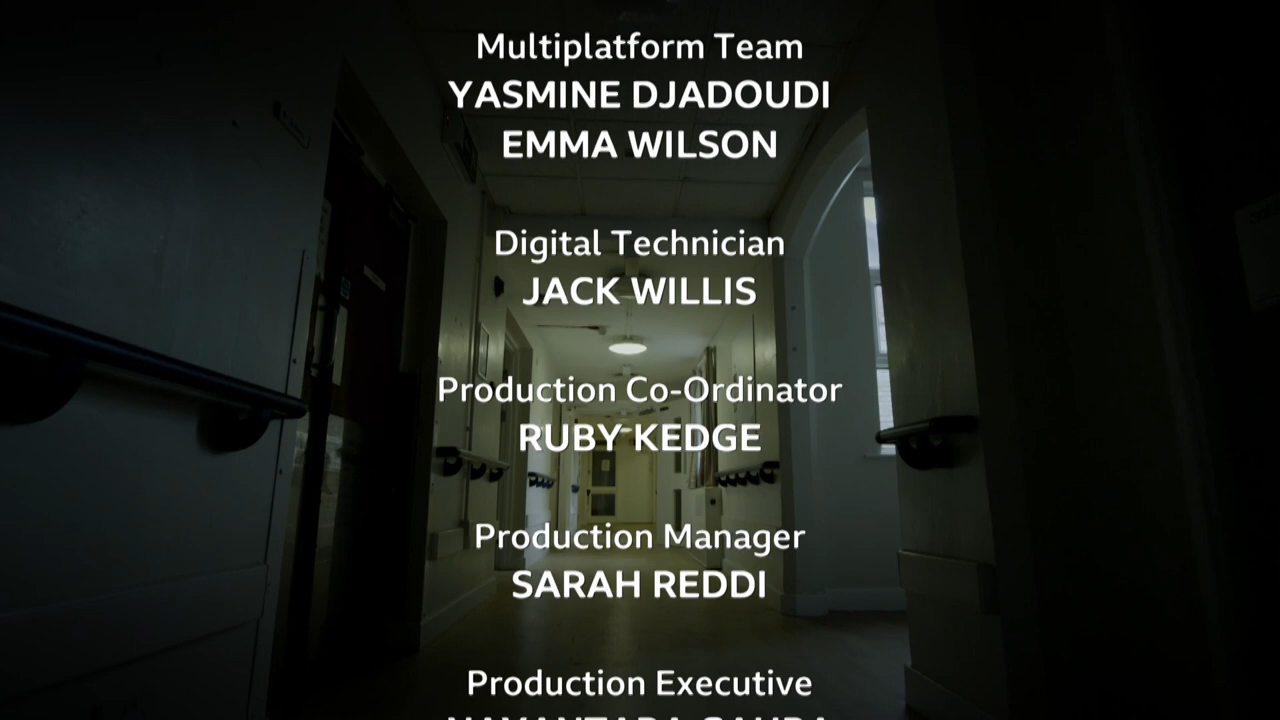 Multiplatform Team
YASMINE DJADOUDI
EMMA WILSON
Digital Technician
JACK WILLIS
Production Co-Ordinator
RUBY KEDGE
Production Manager
SARAH REDDI
Production Executive